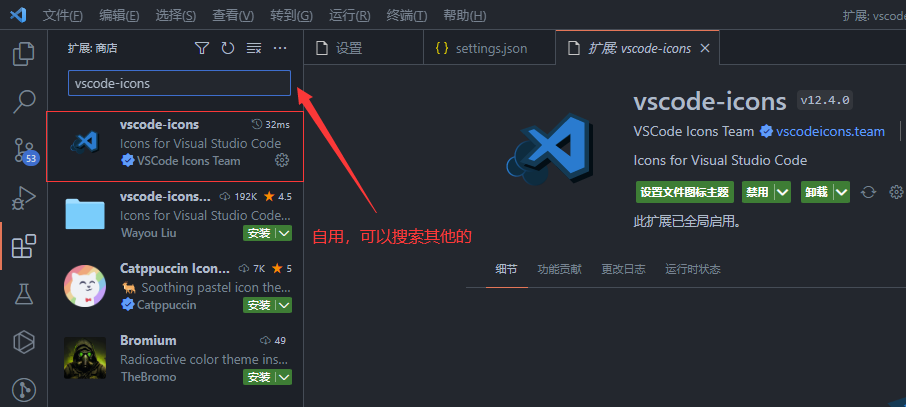 文件(F) 编辑(E) 选择(S) 查看(V) 转到(G) 运行(R) 终端(T) 帮助(H) 扩展: vscode
扩展: 商店
设置
settings.json
扩展: vscode-icons
vscode-icons
vscode-icons 32ms
Icons for Visual Studio Code
VSCode Icons Team
53
vscode-icons... 192K 4.5
Icons for Visual Studio Code...
Wayou Liu 安装
Catppuccin Icon... 7K 5
Soothing pastel icon the...
Catppuccin 安装
Bromium 49
Radioactive color theme ins...
TheBromo 安装
自用，可以搜索其他的
vscode-icons v12.4.0
VSCode Icons Team vscodeicons.team
Icons for Visual Studio Code
设置文件图标主题 禁用 卸载
此扩展已全局启用。
细节 功能贡献 更改日志 运行时状态